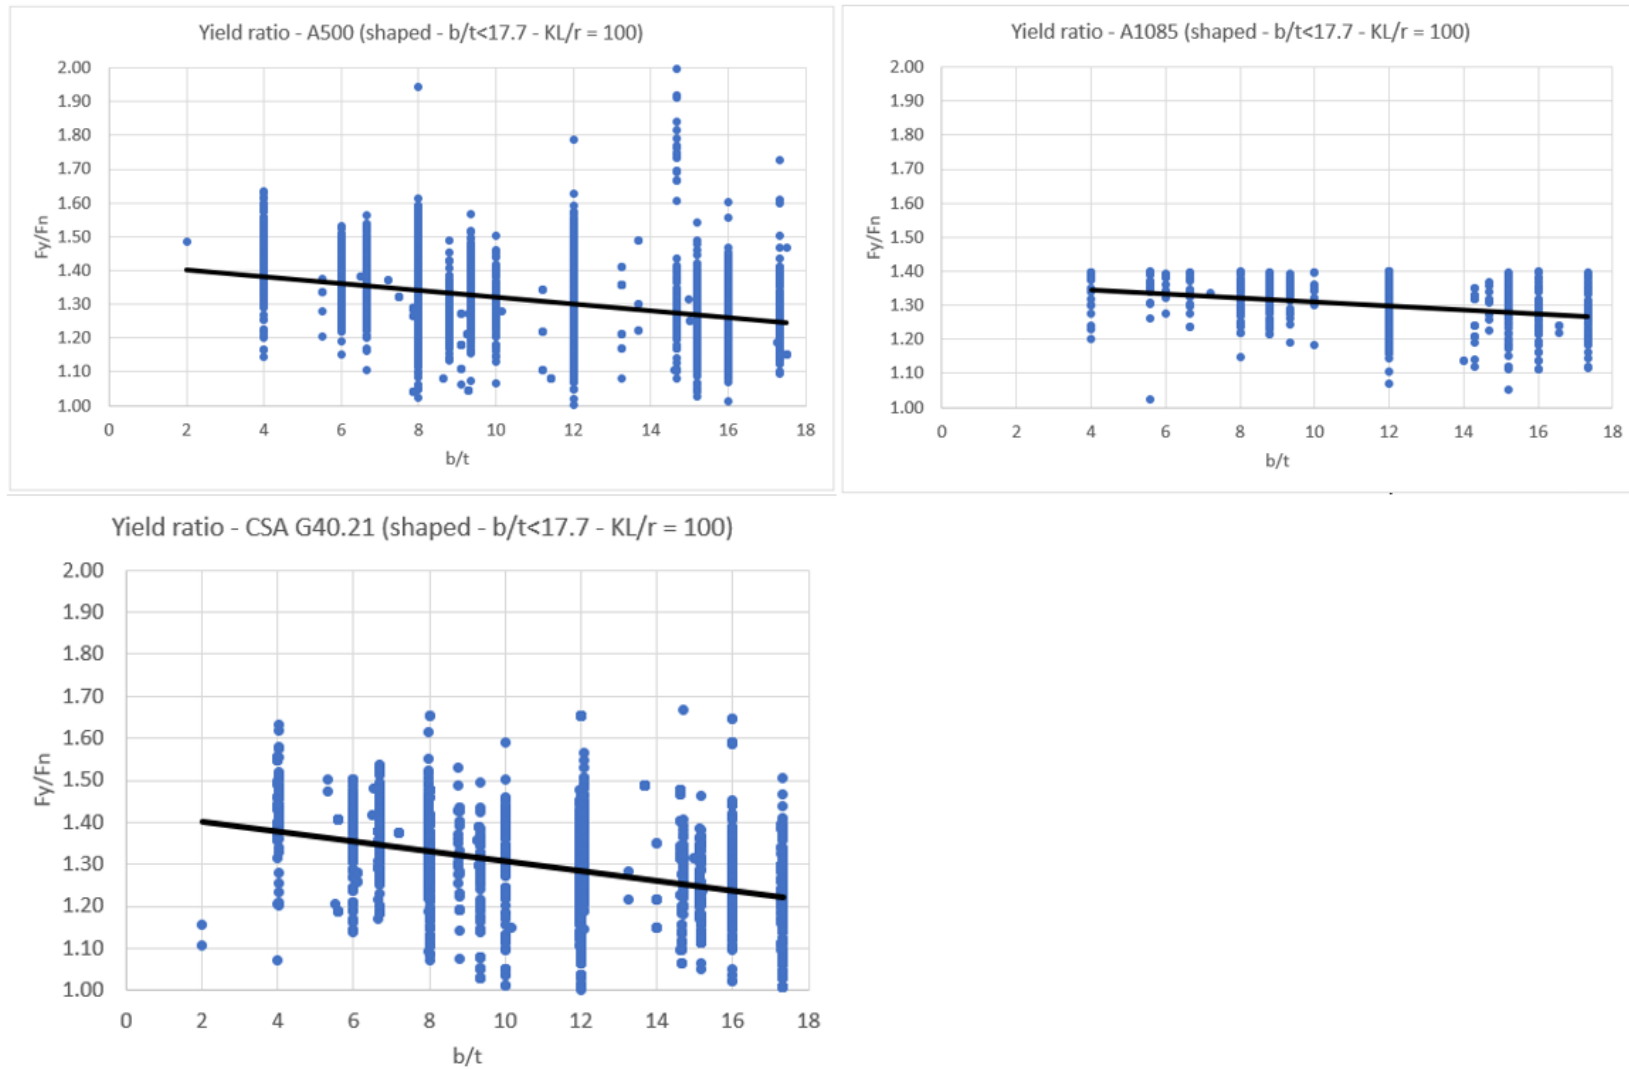 Yield ratio - A500 (shaped - b/t<17.7 - KL/r = 100)
2.00
1.90
1.80
1.70
1.60
1.50
1.40
1.30
1.20
1.10
1.00
Fy/Fn
0 2 4 6 8 10 12 14 16 18
b/t
Yield ratio - A1085 (shaped - b/t<17.7 - KL/r = 100)
2.00
1.90
1.80
1.70
1.60
1.50
1.40
1.30
1.20
1.10
1.00
Fy/Fn
0 2 4 6 8 10 12 14 16 18
b/t
Yield ratio - CSA G40.21 (shaped - b/t<17.7 - KL/r = 100)
2.00
1.90
1.80
1.70
1.60
1.50
1.40
1.30
1.20
1.10
1.00
Fy/Fn
0 2 4 6 8 10 12 14 16 18
b/t